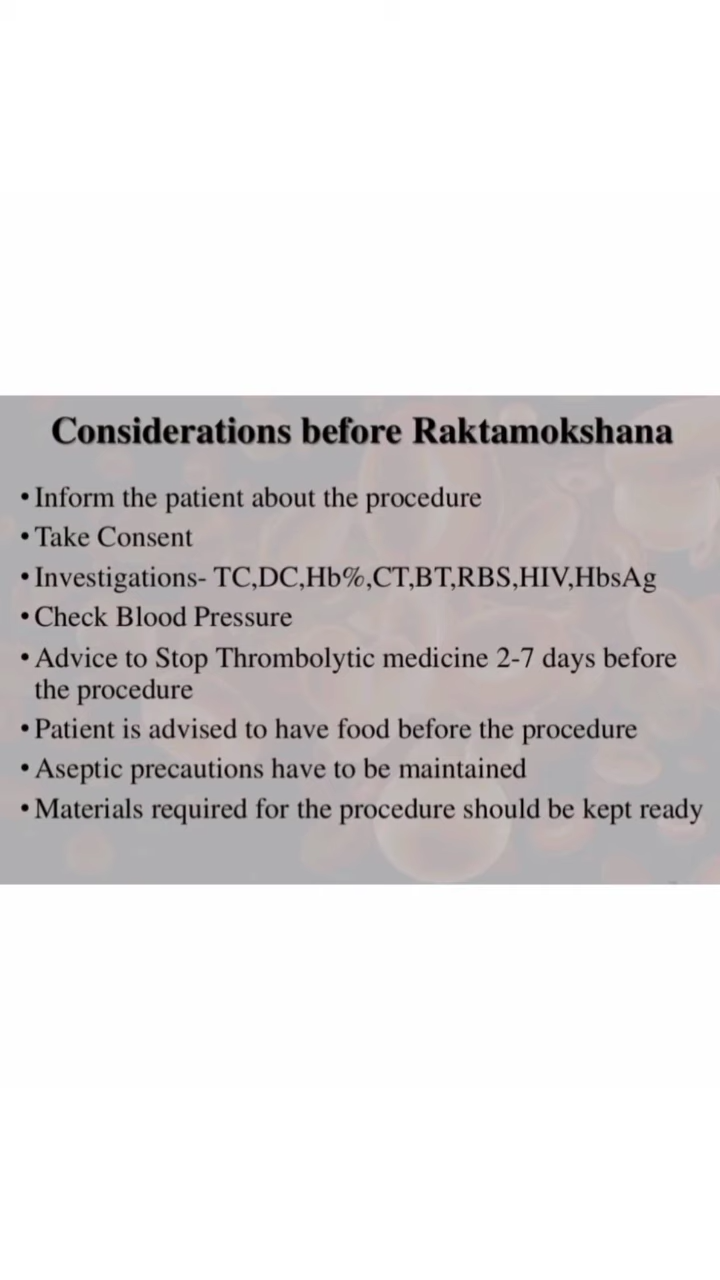 Considerations before Raktamokshana
• Inform the patient about the procedure
• Take Consent
• Investigations- TC,DC,Hb%,CT,BT,RBS,HIV,HbsAg
• Check Blood Pressure
• Advice to Stop Thrombolytic medicine 2-7 days before
the procedure
• Patient is advised to have food before the procedure
• Aseptic precautions have to be maintained
• Materials required for the procedure should be kept ready